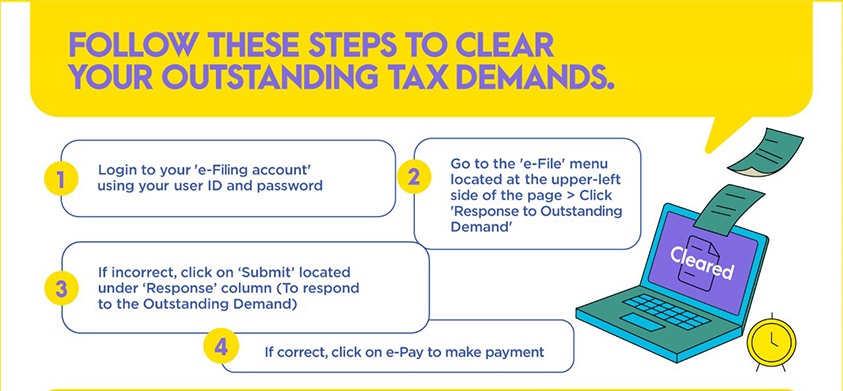 FOLLOW THESE STEPS TO CLEAR
YOUR OUTSTANDING TAX DEMANDS.
1
Login to your 'e-Filing account'
using your user ID and password
2
Go to the 'e-File' menu
located at the upper-left
side of the page > Click
'Response to Outstanding
Demand'
3
If incorrect, click on ‘Submit’ located
under ‘Response’ column (To respond
to the Outstanding Demand)
4
If correct, click on e-Pay to make payment
Cleared